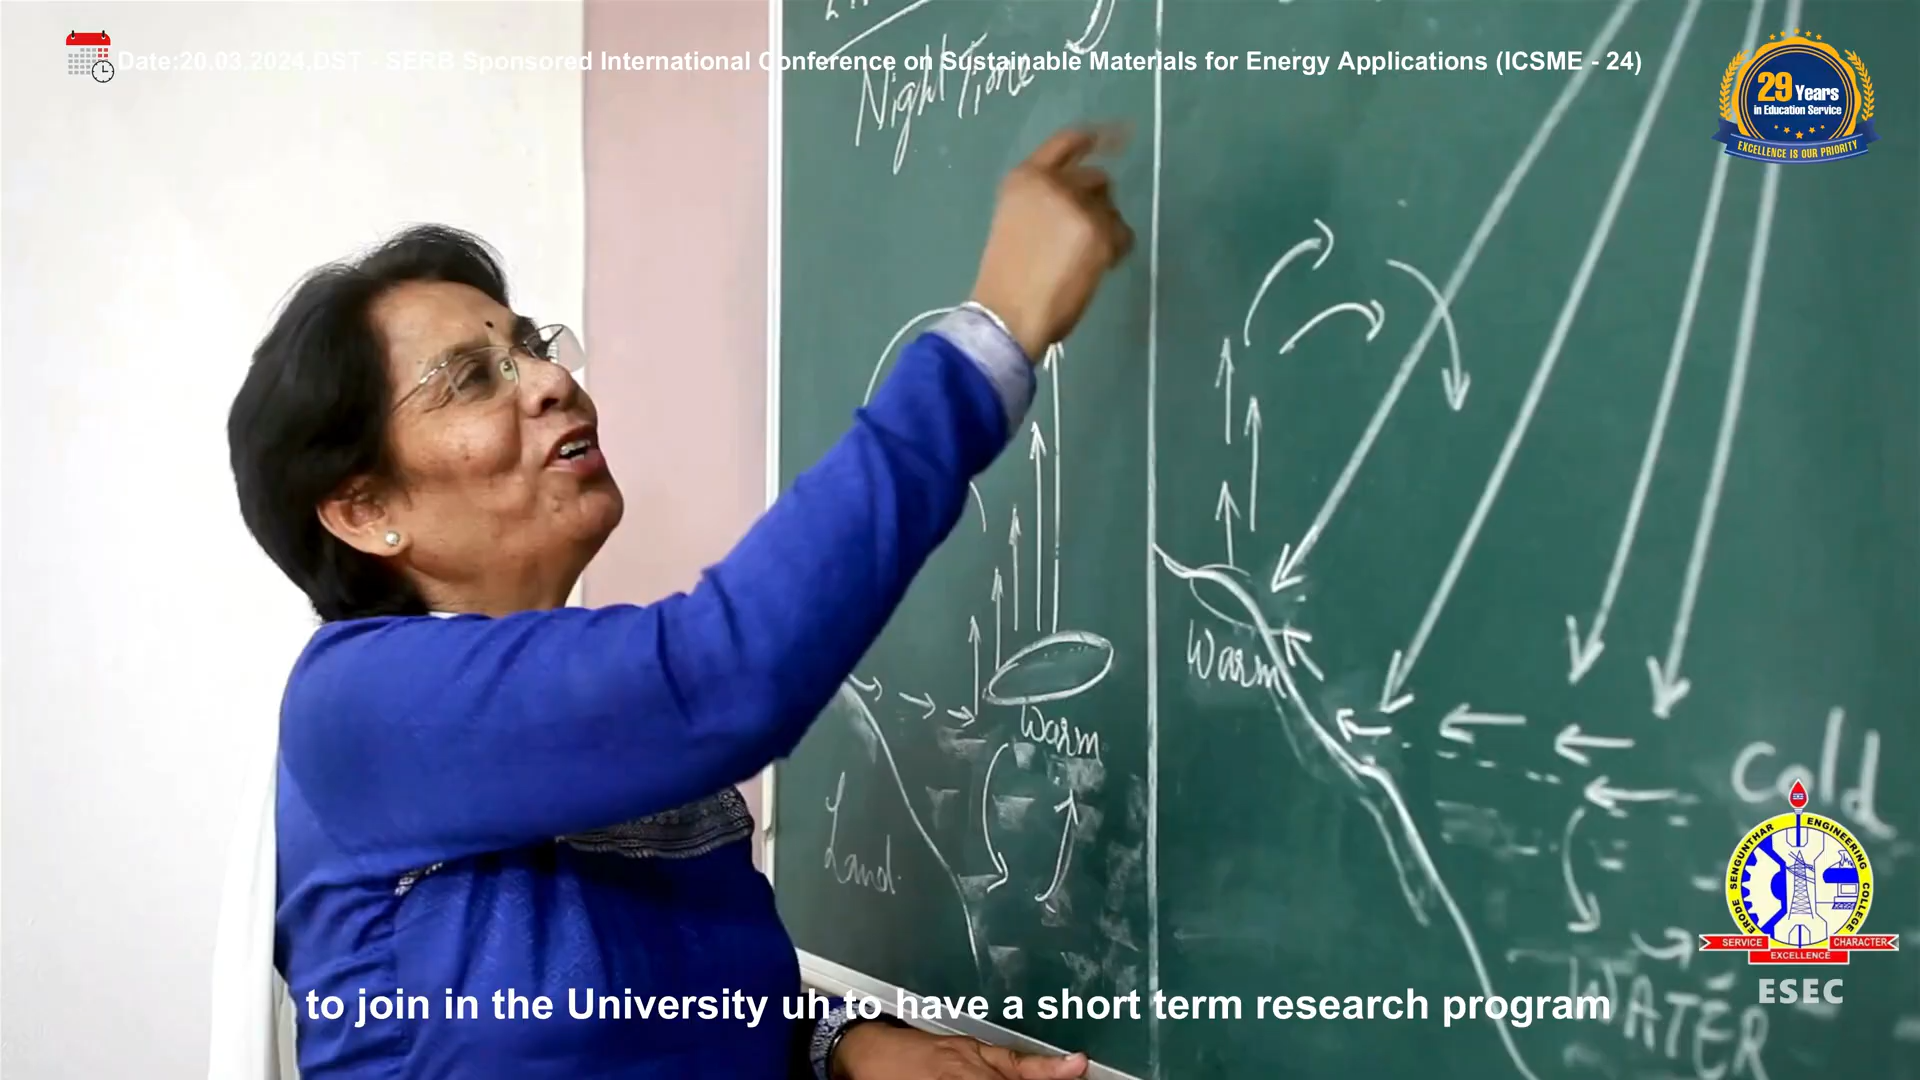 Date:20.03.2024,DST - SERB Sponsored International Conference on Sustainable Materials for Energy Applications (ICSME - 24)
29 Years
in Education Service
EXCELLENCE IS OUR PRIORITY
Night Time
Warm
Warm
Cold
Land
WATER
ERODE SENGUNTHAR ENGINEERING COLLEGE
SERVICE
CHARACTER
EXCELLENCE
ESEC
to join in the University uh to have a short term research program